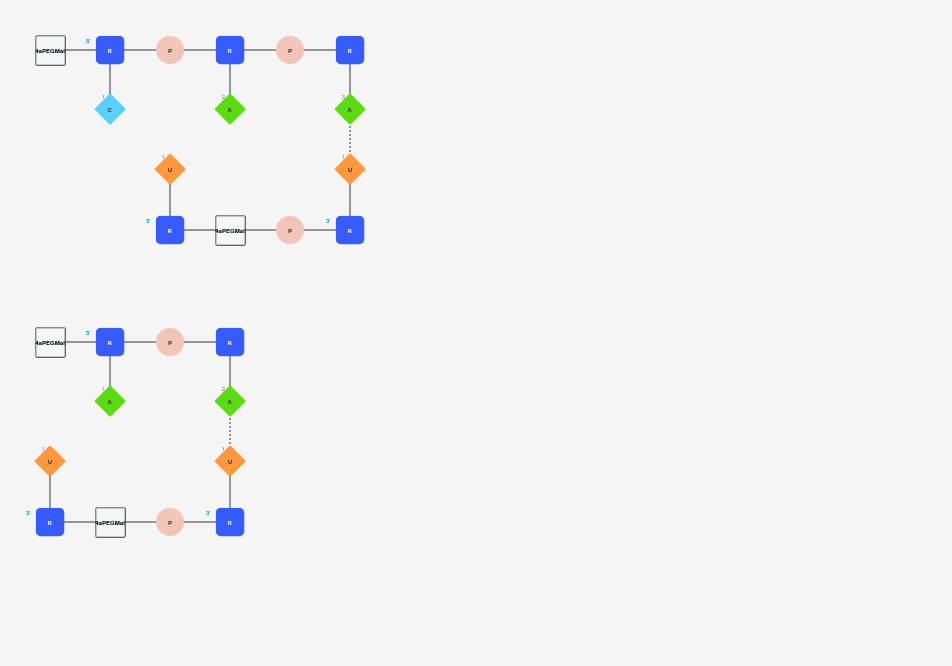 5'
4aPEGMal R P R P R
1 2 3
C A A
1 1
U U
3' 3'
R 4aPEGMal P R
5'
4aPEGMal R P R
1 2
A A
1 1
U U
3' 3'
R 4aPEGMal P R